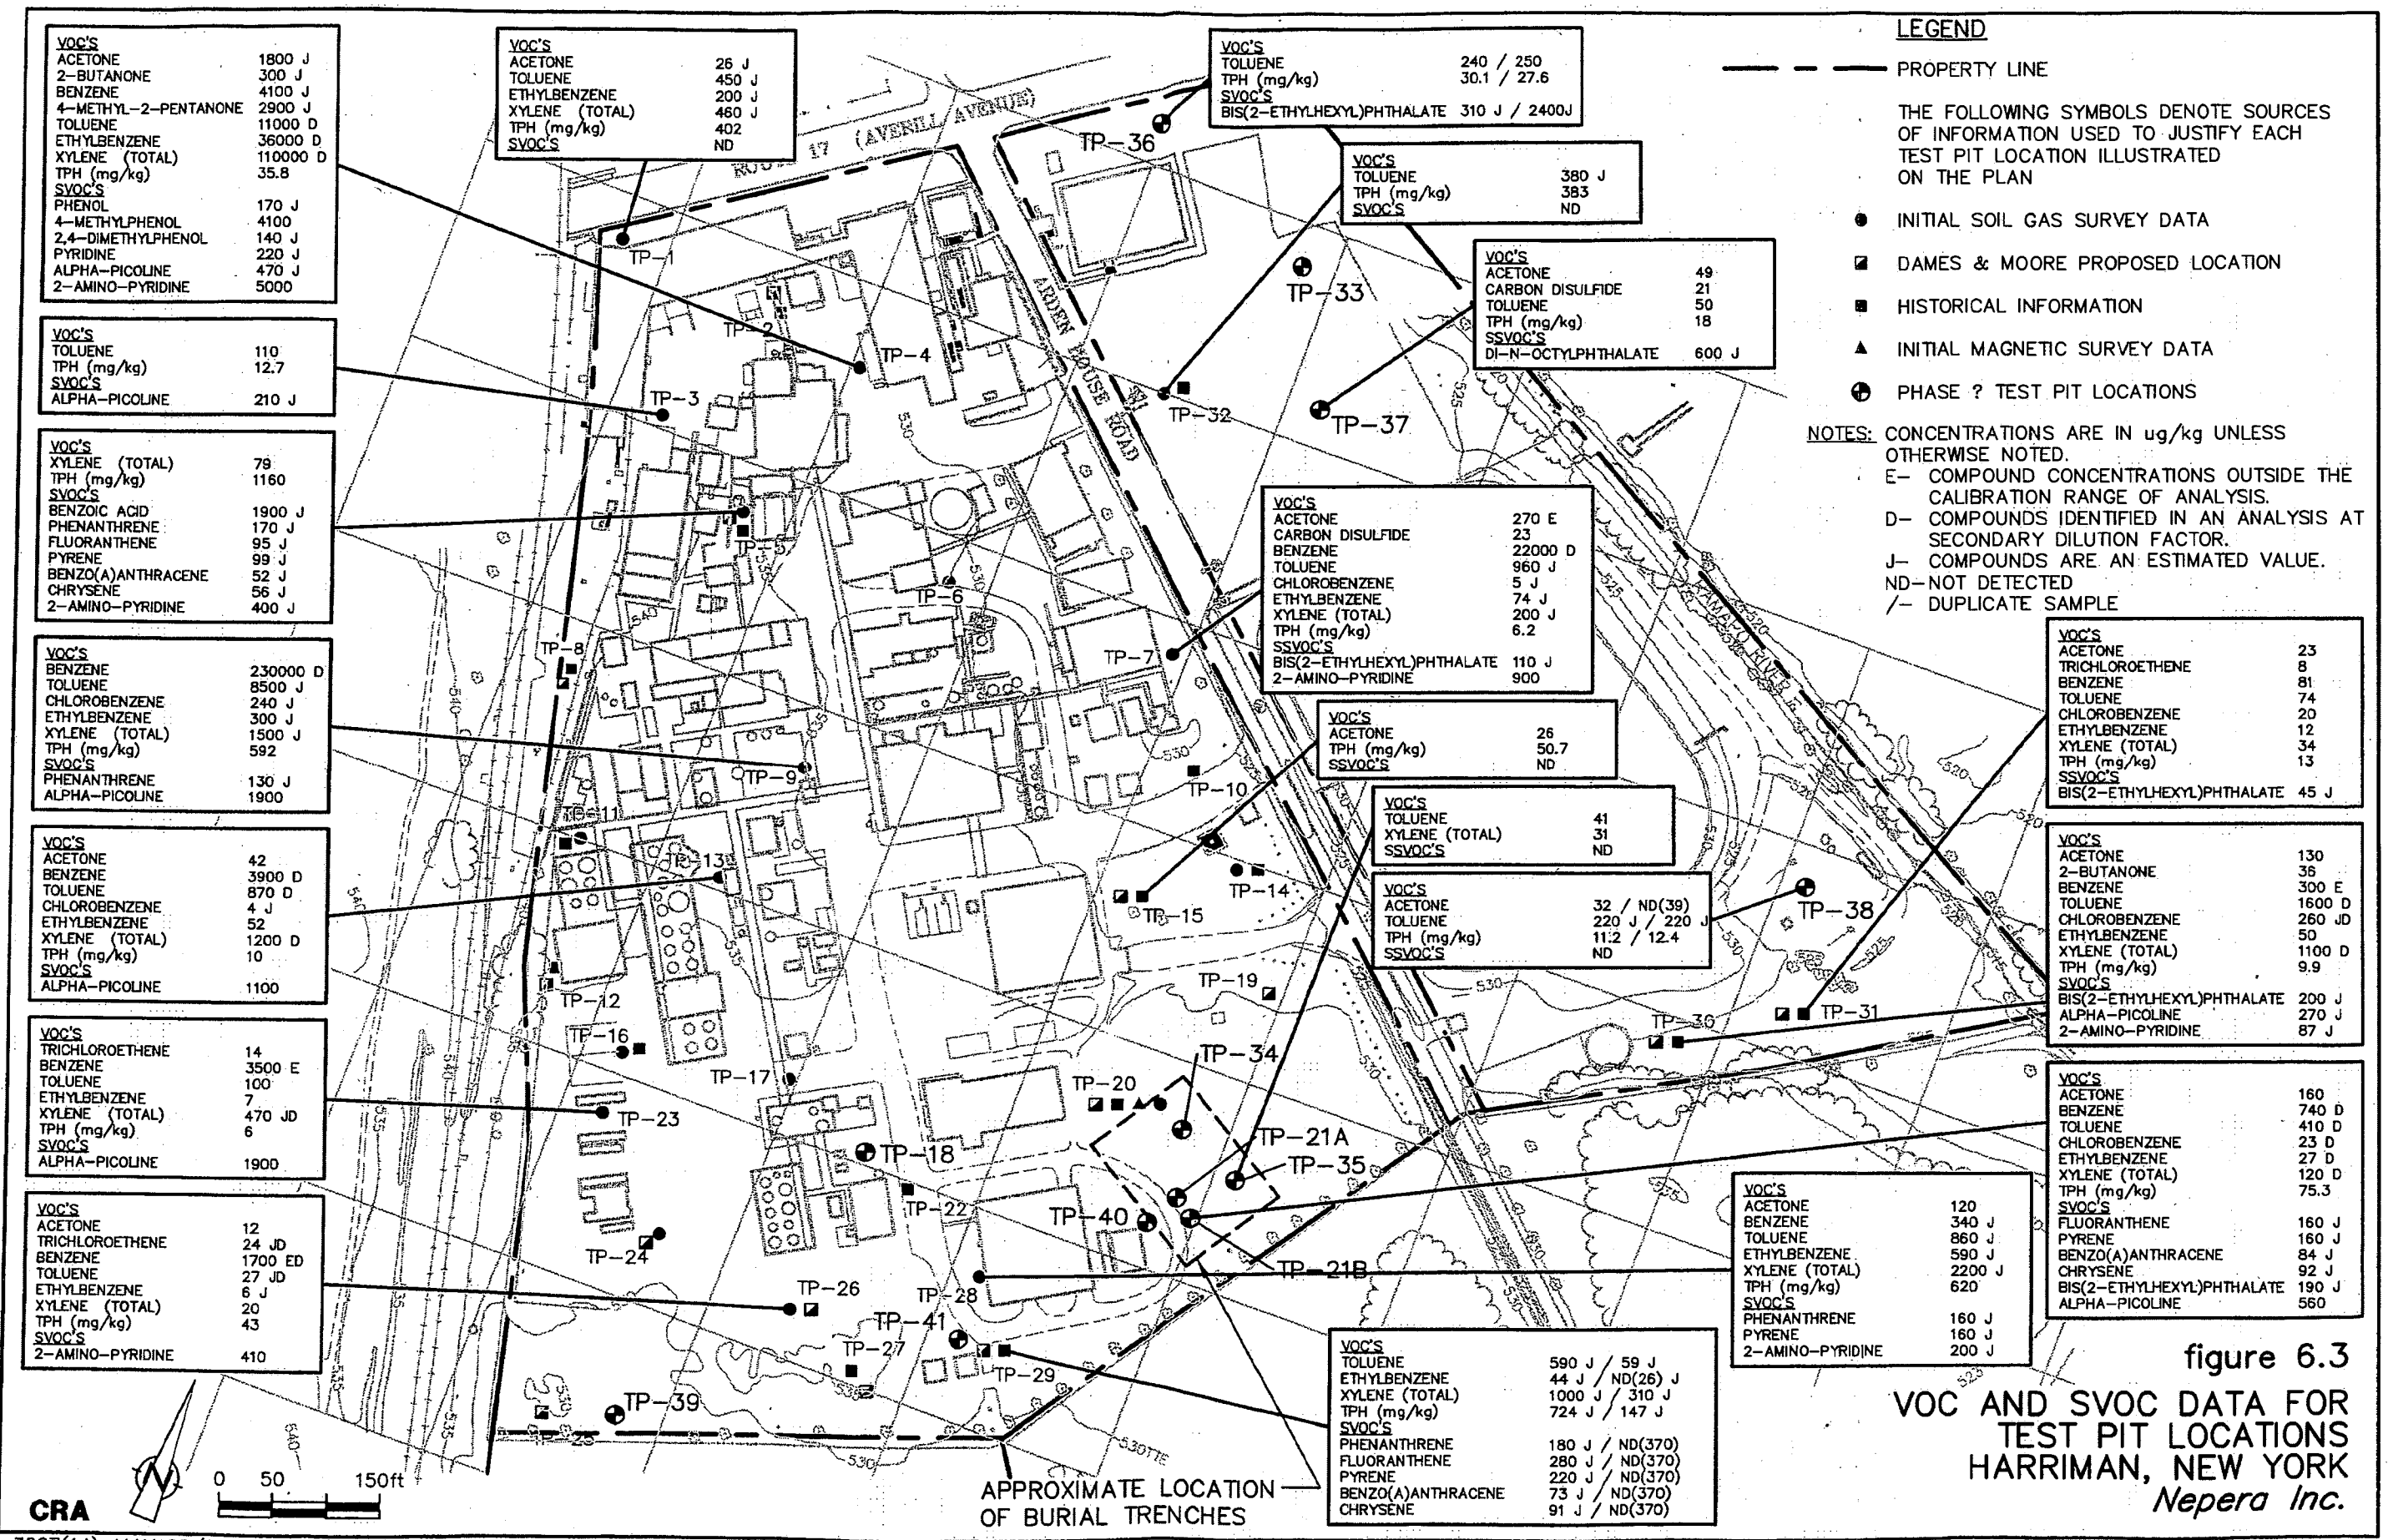 VOC'S
ACETONE 1800 J
2-BUTANONE 300 J
BENZENE 4100 J
4-METHYL-2-PENTANONE 2900 J
TOLUENE 11000 D
ETHYLBENZENE 36000 D
XYLENE (TOTAL) 110000 D
TPH (mg/kg) 35.8
SVOC'S
PHENOL 170 J
4-METHYLPHENOL 4100
2,4-DIMETHYLPHENOL 140 J
PYRIDINE 220 J
ALPHA-PICOLINE 470 J
2-AMINO-PYRIDINE 5000
VOC'S
TOLUENE 110
TPH (mg/kg) 12.7
SVOC'S
ALPHA-PICOLINE 210 J
VOC'S
XYLENE (TOTAL) 79
TPH (mg/kg) 1160
SVOC'S
BENZOIC ACID 1900 J
PHENANTHRENE 170 J
FLUORANTHENE 95 J
PYRENE 99 J
BENZO(A)ANTHRACENE 52 J
CHRYSENE 56 J
2-AMINO-PYRIDINE 400 J
VOC'S
BENZENE 230000 D
TOLUENE 8500 J
CHLOROBENZENE 240 J
ETHYLBENZENE 300 J
XYLENE (TOTAL) 1500 J
TPH (mg/kg) 592
SVOC'S
PHENANTHRENE 130 J
ALPHA-PICOLINE 1900
VOC'S
ACETONE 42
BENZENE 3900 D
TOLUENE 870 D
CHLOROBENZENE 4 J
ETHYLBENZENE 52
XYLENE (TOTAL) 1200 D
TPH (mg/kg) 10
SVOC'S
ALPHA-PICOLINE 1100
VOC'S
TRICHLOROETHENE 14
BENZENE 3500 E
TOLUENE 100
ETHYLBENZENE 7
XYLENE (TOTAL) 470 JD
TPH (mg/kg) 6
SVOC'S
ALPHA-PICOLINE 1900
VOC'S
ACETONE 12
TRICHLOROETHENE 24 JD
BENZENE 1700 ED
TOLUENE 27 JD
ETHYLBENZENE 6 J
XYLENE (TOTAL) 20
TPH (mg/kg) 43
SVOC'S
2-AMINO-PYRIDINE 410
VOC'S
ACETONE 26 J
TOLUENE 450 J
ETHYLBENZENE 200 J
XYLENE (TOTAL) 460 J
TPH (mg/kg) 402
SVOC'S ND
VOC'S
TOLUENE 240 / 250
TPH (mg/kg) 30.1 / 27.6
SVOC'S
BIS(2-ETHYLHEXYL)PHTHALATE 310 J / 2400J
VOC'S
TOLUENE 380 J
TPH (mg/kg) 383
SVOC'S ND
VOC'S
ACETONE 49
CARBON DISULFIDE 21
TOLUENE 50
TPH (mg/kg) 18
SSVOC'S
DI-N-OCTYLPHTHALATE 600 J
VOC'S
ACETONE 270 E
CARBON DISULFIDE 23
BENZENE 22000 D
TOLUENE 960 J
CHLOROBENZENE 5 J
ETHYLBENZENE 74 J
XYLENE (TOTAL) 200 J
TPH (mg/kg) 6.2
SSVOC'S
BIS(2-ETHYLHEXYL)PHTHALATE 110 J
2-AMINO-PYRIDINE 900
VOC'S
ACETONE 26
TPH (mg/kg) 50.7
SSVOC'S ND
VOC'S
TOLUENE 41
XYLENE (TOTAL) 31
SSVOC'S ND
VOC'S
ACETONE 32 / ND(39)
TOLUENE 220 J / 220 J
TPH (mg/kg) 11.2 / 12.4
SSVOC'S ND
LEGEND
PROPERTY LINE
THE FOLLOWING SYMBOLS DENOTE SOURCES
OF INFORMATION USED TO JUSTIFY EACH
TEST PIT LOCATION ILLUSTRATED
ON THE PLAN
INITIAL SOIL GAS SURVEY DATA
DAMES & MOORE PROPOSED LOCATION
HISTORICAL INFORMATION
INITIAL MAGNETIC SURVEY DATA
PHASE ? TEST PIT LOCATIONS
NOTES: CONCENTRATIONS ARE IN ug/kg UNLESS
OTHERWISE NOTED.
E- COMPOUND CONCENTRATIONS OUTSIDE THE
CALIBRATION RANGE OF ANALYSIS.
D- COMPOUNDS IDENTIFIED IN AN ANALYSIS AT
SECONDARY DILUTION FACTOR.
J- COMPOUNDS ARE AN ESTIMATED VALUE.
ND-NOT DETECTED
/- DUPLICATE SAMPLE
VOC'S
ACETONE 23
TRICHLOROETHENE 8
BENZENE 81
TOLUENE 74
CHLOROBENZENE 20
ETHYLBENZENE 12
XYLENE (TOTAL) 34
TPH (mg/kg) 13
SSVOC'S
BIS(2-ETHYLHEXYL)PHTHALATE 45 J
VOC'S
ACETONE 130
2-BUTANONE 36
BENZENE 300 E
TOLUENE 1600 D
CHLOROBENZENE 260 JD
ETHYLBENZENE 50
XYLENE (TOTAL) 1100 D
TPH (mg/kg) 9.9
SVOC'S
BIS(2-ETHYLHEXYL)PHTHALATE 200 J
ALPHA-PICOLINE 270 J
2-AMINO-PYRIDINE 87 J
VOC'S
ACETONE 160
BENZENE 740 D
TOLUENE 410 D
CHLOROBENZENE 23 D
ETHYLBENZENE 27 D
XYLENE (TOTAL) 120 D
TPH (mg/kg) 75.3
SVOC'S
FLUORANTHENE 160 J
PYRENE 160 J
BENZO(A)ANTHRACENE 84 J
CHRYSENE 92 J
BIS(2-ETHYLHEXYL)PHTHALATE 190 J
ALPHA-PICOLINE 560
VOC'S
ACETONE 120
BENZENE 340 J
TOLUENE 860 J
ETHYLBENZENE 590 J
XYLENE (TOTAL) 2200 J
TPH (mg/kg) 620
SVOC'S
PHENANTHRENE 160 J
PYRENE 160 J
2-AMINO-PYRIDINE 200 J
VOC'S
TOLUENE 590 J / 59 J
ETHYLBENZENE 44 J / ND(26) J
XYLENE (TOTAL) 1000 J / 310 J
TPH (mg/kg) 724 J / 147 J
SVOC'S
PHENANTHRENE 180 J / ND(370)
FLUORANTHENE 280 J / ND(370)
PYRENE 220 J / ND(370)
BENZO(A)ANTHRACENE 73 J / ND(370)
CHRYSENE 91 J / ND(370)
17 (AVERILL AVENUE)
ARDEN HOUSE ROAD
RIVER
TP-36
TP-1
TP-33
TP-2
TP-4
TP-3
TP-32
TP-37
TP-5
TP-6
TP-8
TP-7
TP-9
TP-10
TP-11
TP-13
TP-14
TP-15
TP-38
TP-12
TP-19
TP-31
TP-30
TP-16
TP-17
TP-34
TP-20
TP-23
TP-21A
TP-18
TP-35
TP-22
TP-40
TP-24
TP-21B
TP-26
TP-28
TP-41
TP-27
TP-29
TP-39
APPROXIMATE LOCATION
OF BURIAL TRENCHES
CRA
N
0 50 150ft
figure 6.3
VOC AND SVOC DATA FOR
TEST PIT LOCATIONS
HARRIMAN, NEW YORK
Nepera Inc.